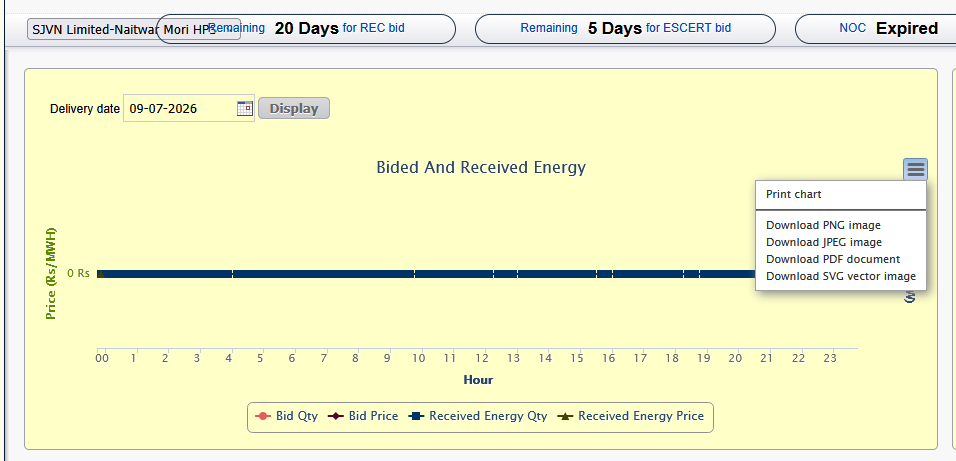 SJVN Limited-Naitwar Mori HPS Remaining 20 Days for REC bid
Remaining 5 Days for ESCERT bid
NOC Expired
Delivery date 09-07-2026 Display
Bided And Received Energy
Print chart
Download PNG image
Download JPEG image
Download PDF document
Download SVG vector image
Price (Rs/MWH)
0 Rs
00 1 2 3 4 5 6 7 8 9 10 11 12 13 14 15 16 17 18 19 20 21 22 23
Hour
Bid Qty Bid Price Received Energy Qty Received Energy Price